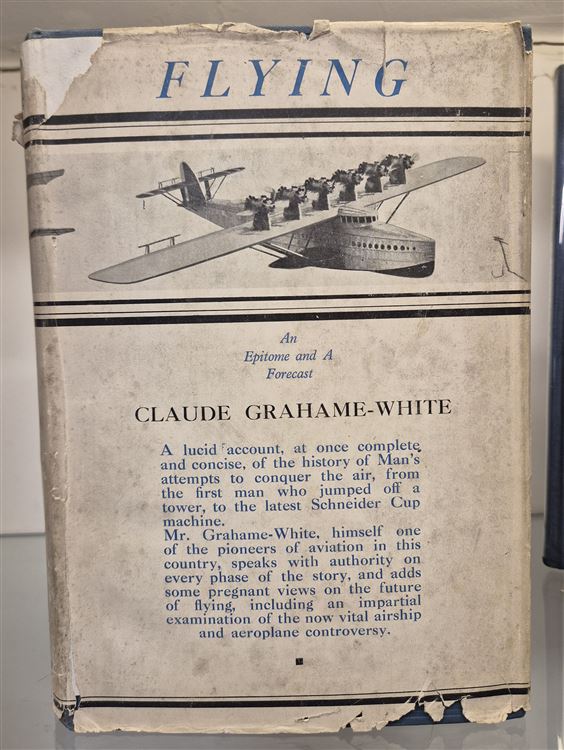 FLYING
An
Epitome and A
Forecast
CLAUDE GRAHAME-WHITE
A lucid account, at once complete
and concise, of the history of Man's
attempts to conquer the air, from
the first man who jumped off a
tower, to the latest Schneider Cup
machine.
Mr. Grahame-White, himself one
of the pioneers of aviation in this
country, speaks with authority on
every phase of the story, and adds
some pregnant views on the future
of flying, including an impartial
examination of the now vital airship
and aeroplane controversy.